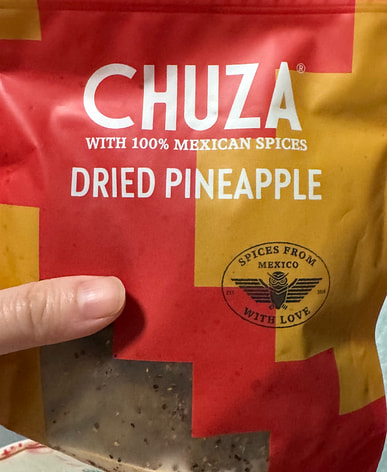 CHUZA®
WITH 100% MEXICAN SPICES
DRIED PINEAPPLE
SPICES FROM
MEXICO
WITH LOVE